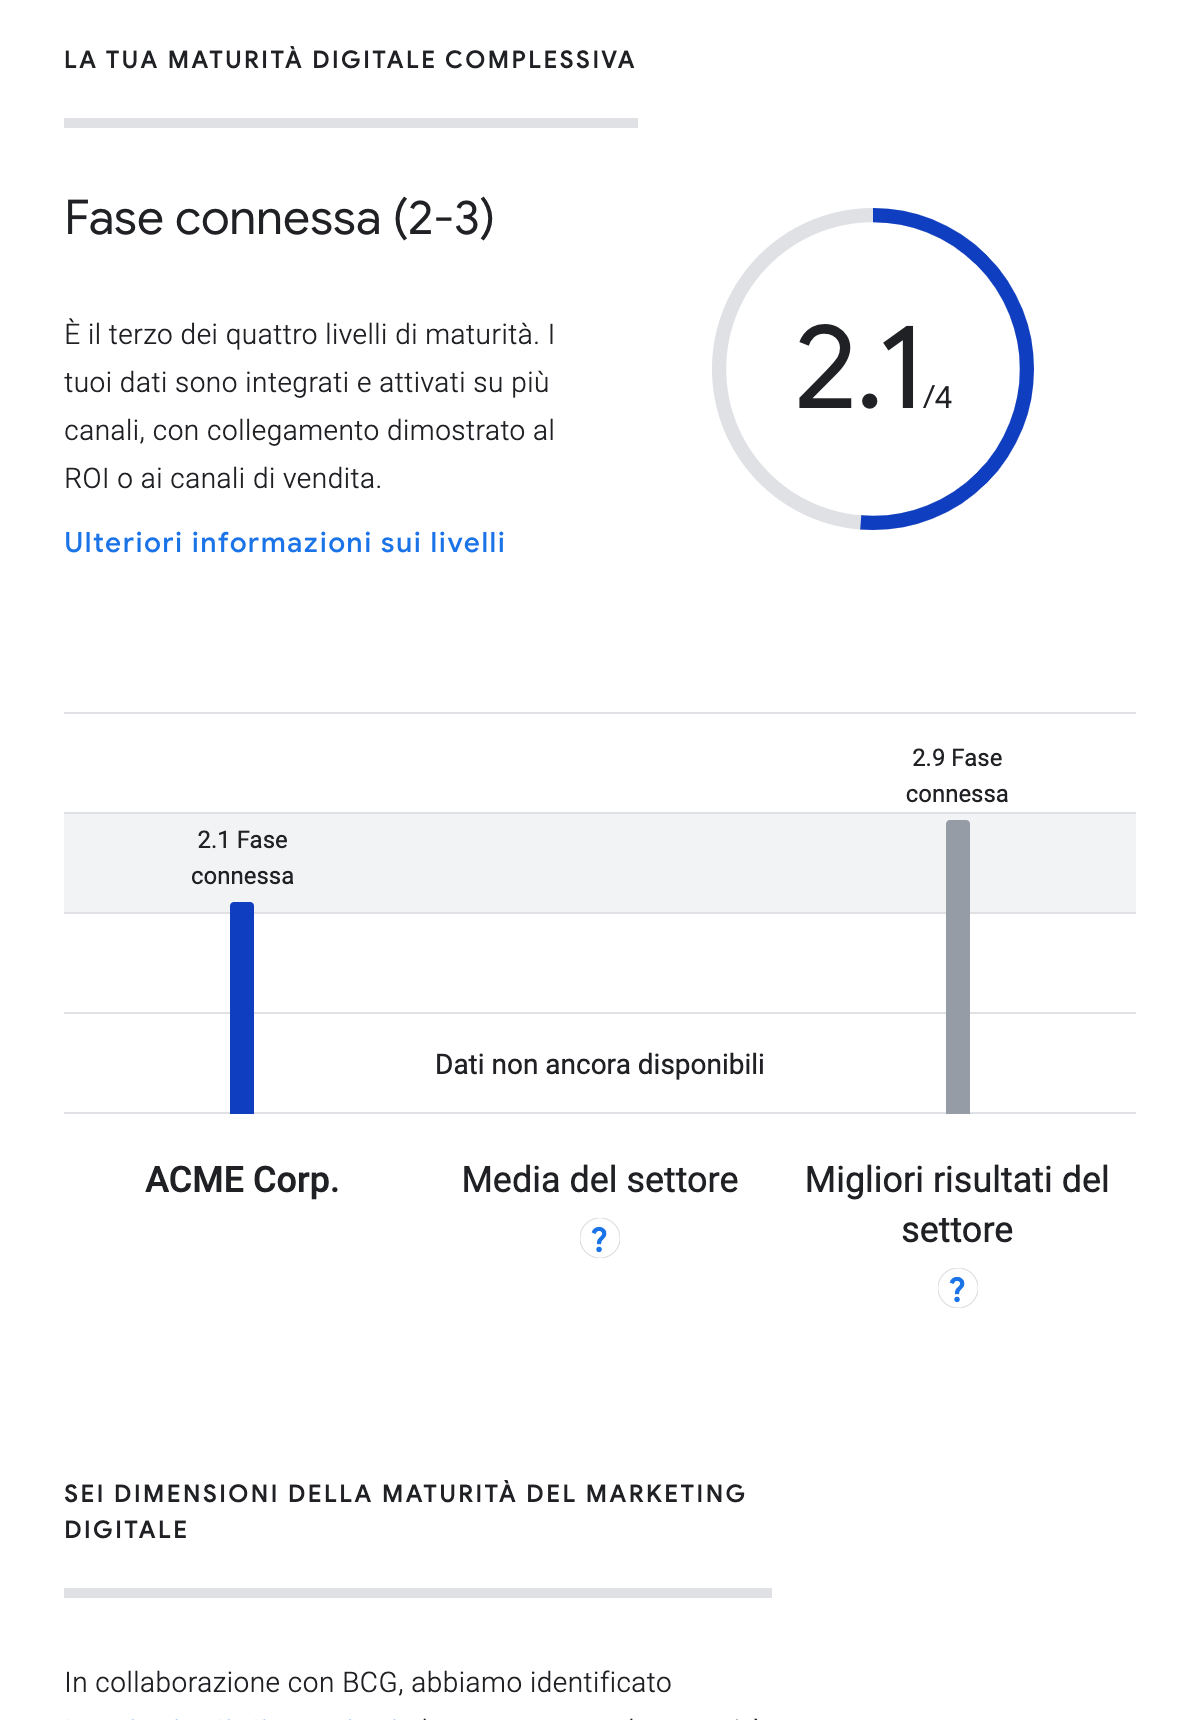 LA TUA MATURITÀ DIGITALE COMPLESSIVA
Fase connessa (2-3)
È il terzo dei quattro livelli di maturità. I
tuoi dati sono integrati e attivati su più
canali, con collegamento dimostrato al
ROI o ai canali di vendita.
Ulteriori informazioni sui livelli
2.1/4
2.9 Fase
connessa
2.1 Fase
connessa
Dati non ancora disponibili
ACME Corp.
Media del settore
?
Migliori risultati del
settore
?
SEI DIMENSIONI DELLA MATURITÀ DEL MARKETING
DIGITALE
In collaborazione con BCG, abbiamo identificato